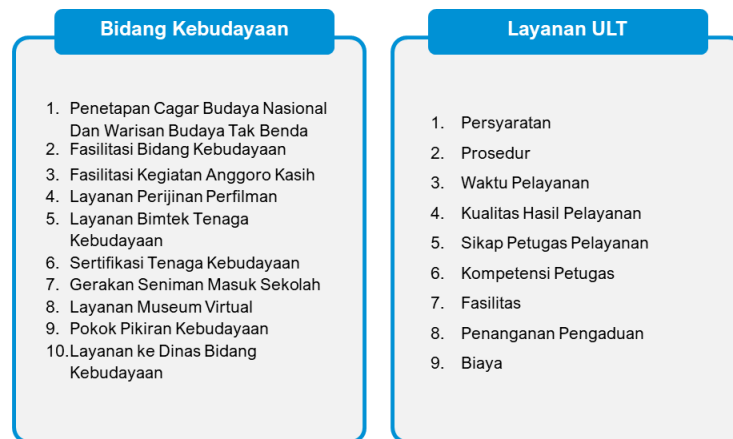 Bidang Kebudayaan
1. Penetapan Cagar Budaya Nasional
Dan Warisan Budaya Tak Benda
2. Fasilitasi Bidang Kebudayaan
3. Fasilitasi Kegiatan Anggoro Kasih
4. Layanan Perijinan Perfilman
5. Layanan Bimtek Tenaga
Kebudayaan
6. Sertifikasi Tenaga Kebudayaan
7. Gerakan Seniman Masuk Sekolah
8. Layanan Museum Virtual
9. Pokok Pikiran Kebudayaan
10.Layanan ke Dinas Bidang
Kebudayaan
Layanan ULT
1. Persyaratan
2. Prosedur
3. Waktu Pelayanan
4. Kualitas Hasil Pelayanan
5. Sikap Petugas Pelayanan
6. Kompetensi Petugas
7. Fasilitas
8. Penanganan Pengaduan
9. Biaya